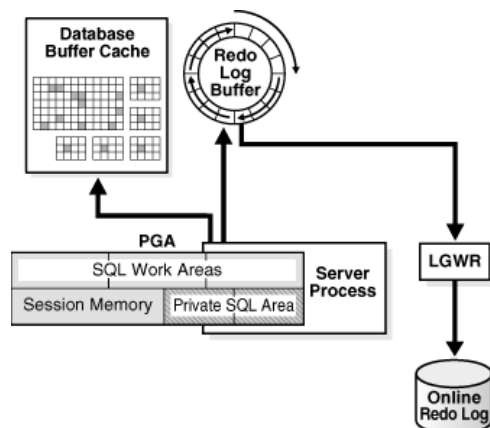 Database
Buffer Cache
Redo
Log
Buffer
PGA
SQL Work Areas
Session Memory
Private SQL Area
Server
Process
LGWR
Online
Redo Log